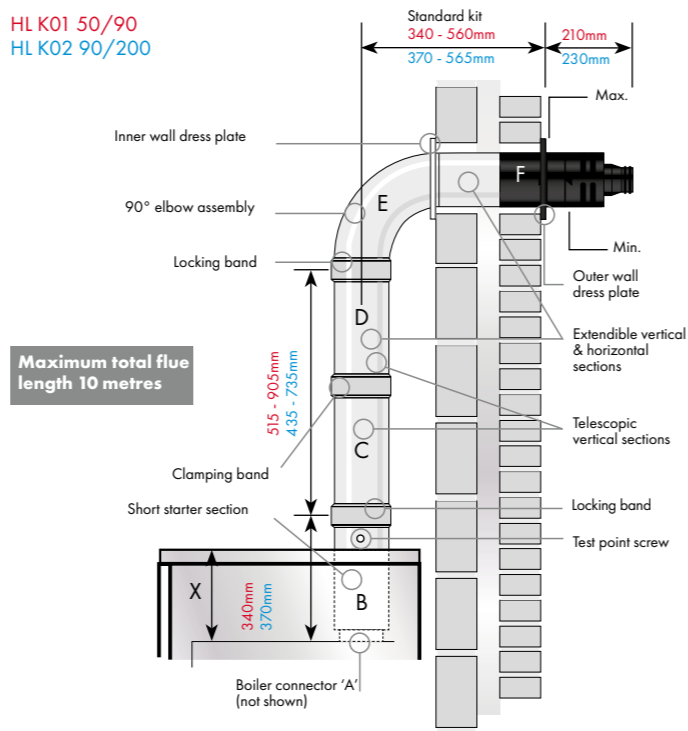 HL K01 50/90
HL K02 90/200
Standard kit
340 - 560mm
370 - 565mm
210mm
230mm
Max.
Inner wall dress plate
F
E
90° elbow assembly
Min.
Locking band
Outer wall
dress plate
D
Extendible vertical
& horizontal
sections
Maximum total flue
length 10 metres
515 - 905mm
435 - 735mm
Telescopic
vertical sections
C
Clamping band
Short starter section
Locking band
Test point screw
X
340mm
370mm
B
Boiler connector 'A'
(not shown)